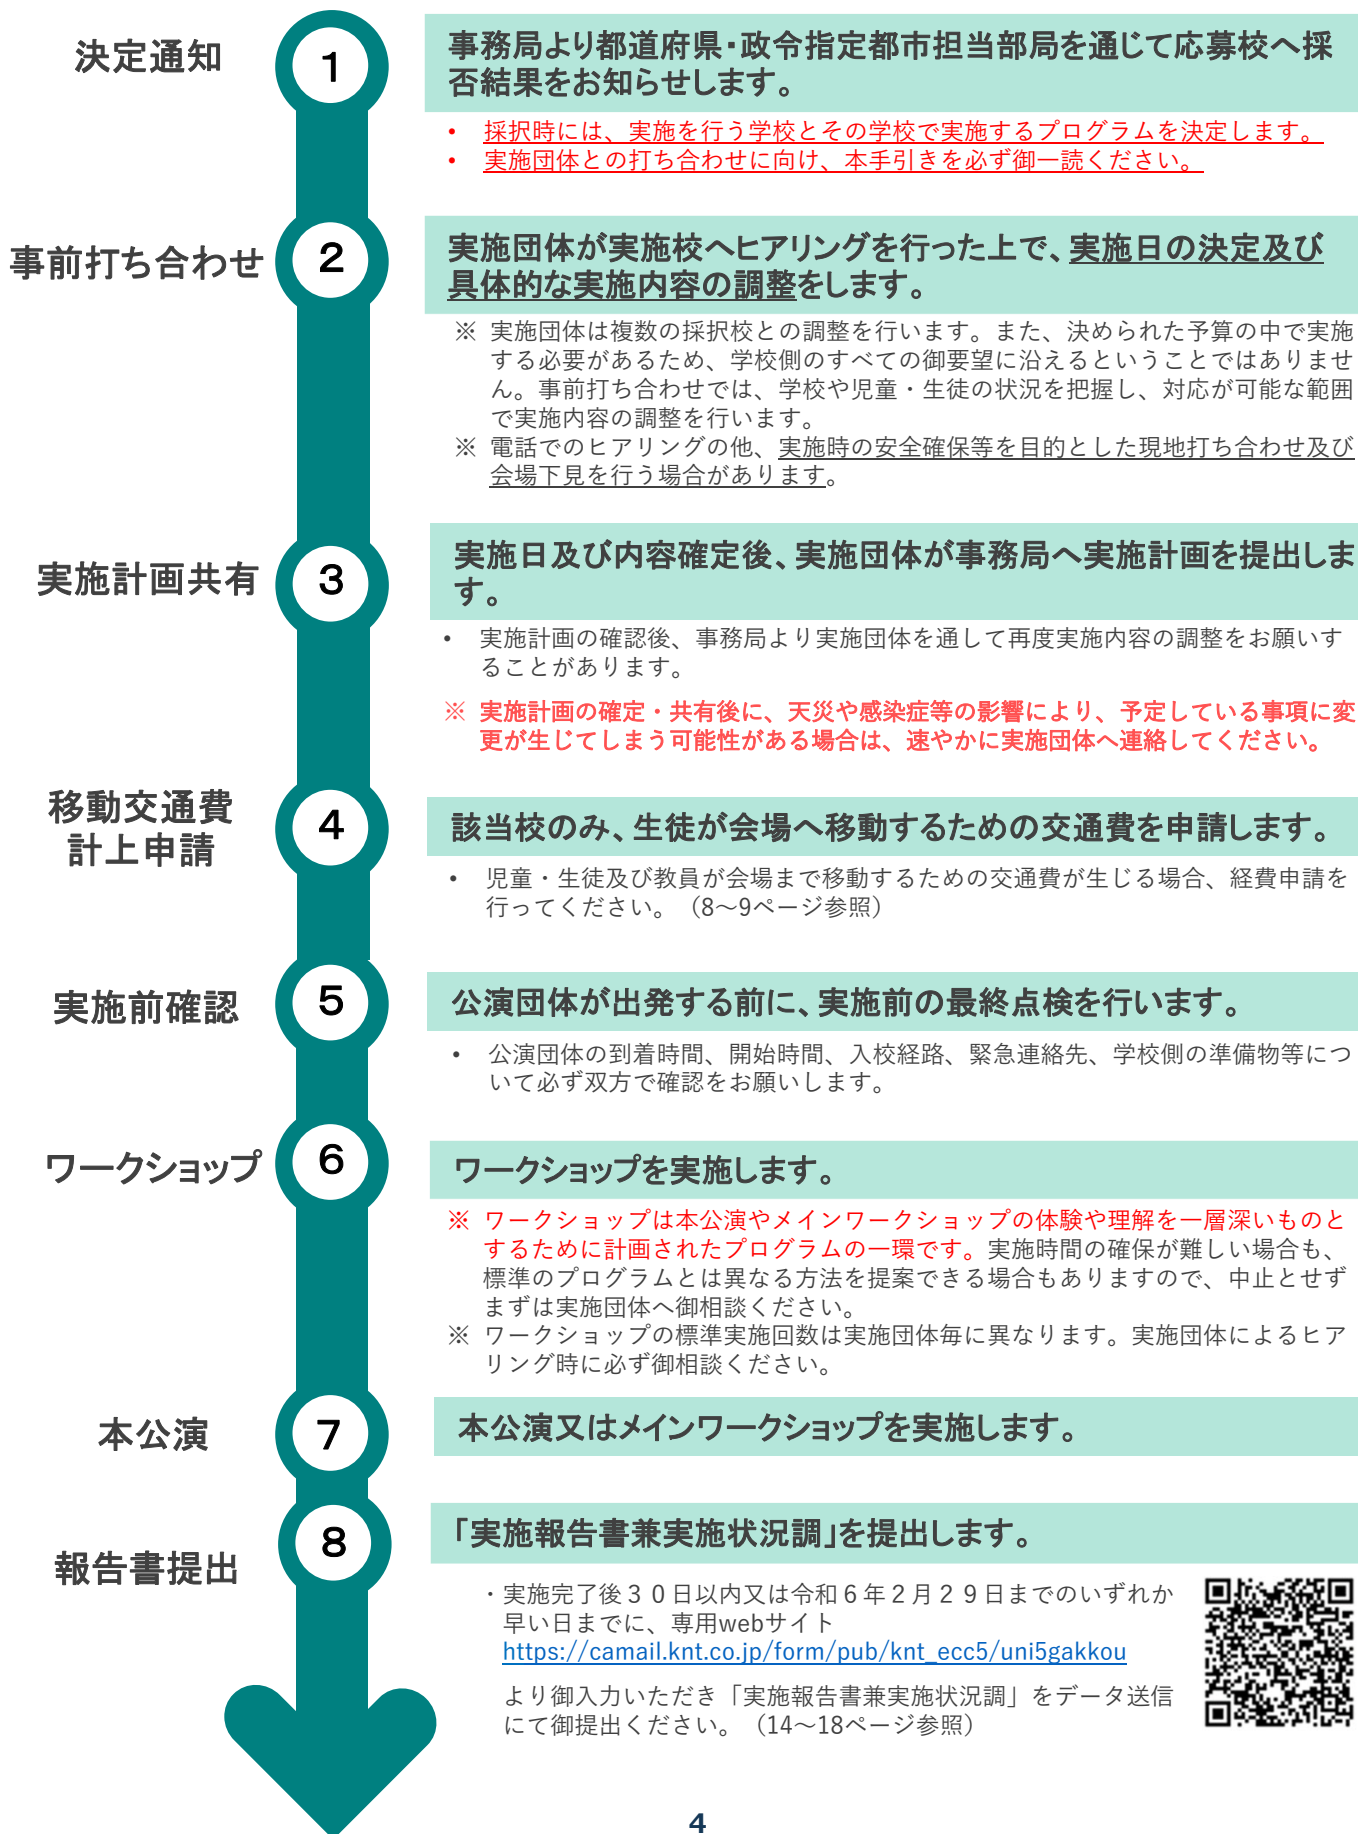 決定通知
1
事務局より都道府県・政令指定都市担当部局を通じて応募校へ採
否結果をお知らせします。
• 採択時には、実施を行う学校とその学校で実施するプログラムを決定します。
• 実施団体との打ち合わせに向け、本手引きを必ず御一読ください。
事前打ち合わせ
2
実施団体が実施校へヒアリングを行った上で、実施日の決定及び
具体的な実施内容の調整をします。
※ 実施団体は複数の採択校との調整を行います。また、決められた予算の中で実施
する必要があるため、学校側のすべての御要望に沿えるということではありませ
ん。事前打ち合わせでは、学校や児童・生徒の状況を把握し、対応が可能な範囲
で実施内容の調整を行います。
※ 電話でのヒアリングの他、実施時の安全確保等を目的とした現地打ち合わせ及び
会場下見を行う場合があります。
実施計画共有
3
実施日及び内容確定後、実施団体が事務局へ実施計画を提出しま
す。
• 実施計画の確認後、事務局より実施団体を通して再度実施内容の調整をお願いす
ることがあります。
※ 実施計画の確定・共有後に、天災や感染症等の影響により、予定している事項に変
更が生じてしまう可能性がある場合は、速やかに実施団体へ連絡してください。
移動交通費
計上申請
4
該当校のみ、生徒が会場へ移動するための交通費を申請します。
• 児童・生徒及び教員が会場まで移動するための交通費が生じる場合、経費申請を
行ってください。（8～9ページ参照）
実施前確認
5
公演団体が出発する前に、実施前の最終点検を行います。
• 公演団体の到着時間、開始時間、入校経路、緊急連絡先、学校側の準備物等につ
いて必ず双方で確認をお願いします。
ワークショップ
6
ワークショップを実施します。
※ ワークショップは本公演やメインワークショップの体験や理解を一層深いものと
するために計画されたプログラムの一環です。実施時間の確保が難しい場合も、
標準のプログラムとは異なる方法を提案できる場合もありますので、中止とせず
まずは実施団体へ御相談ください。
※ ワークショップの標準実施回数は実施団体毎に異なります。実施団体によるヒア
リング時に必ず御相談ください。
本公演
7
本公演又はメインワークショップを実施します。
報告書提出
8
「実施報告書兼実施状況調」を提出します。
・実施完了後３０日以内又は令和６年２月２９日までのいずれか
早い日までに、専用webサイト
https://camail.knt.co.jp/form/pub/knt_ecc5/uni5gakkou
より御入力いただき「実施報告書兼実施状況調」をデータ送信
にて御提出ください。（14～18ページ参照）
4